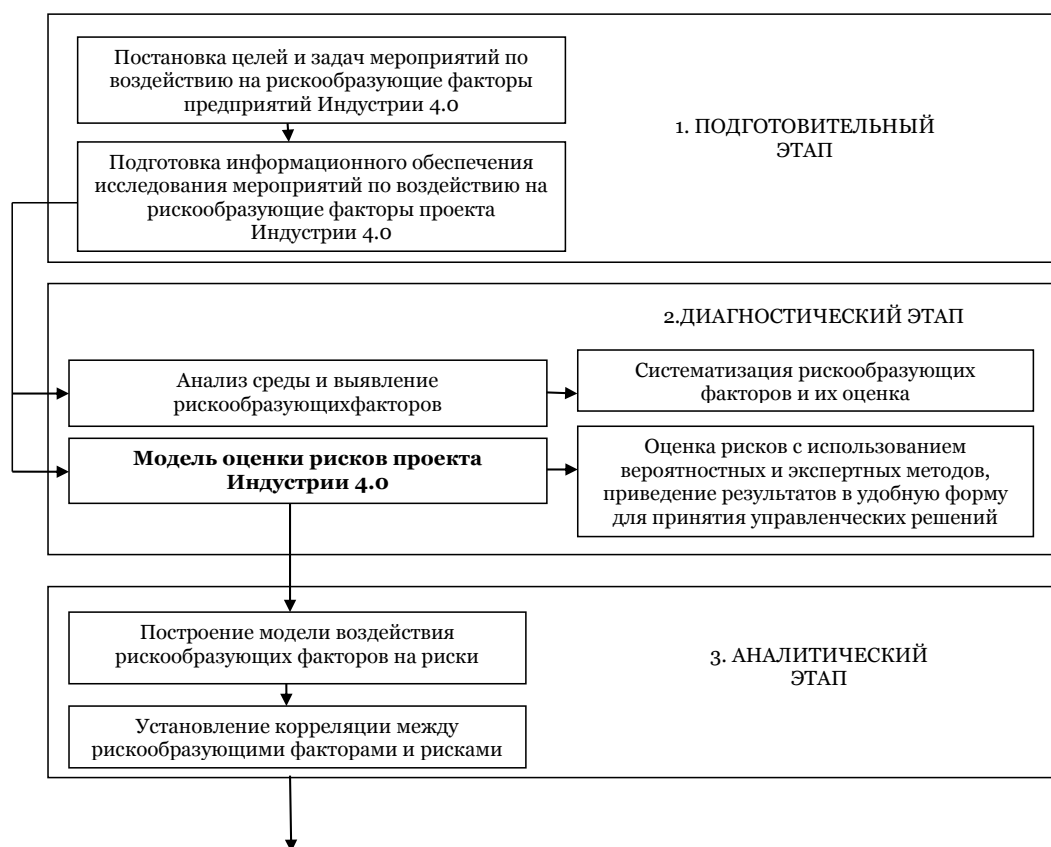 Постановка целей и задач мероприятий по
воздействию на рискообразующие факторы
предприятий Индустрии 4.0
1. ПОДГОТОВИТЕЛЬНЫЙ
ЭТАП
Подготовка информационного обеспечения
исследования мероприятий по воздействию на
рискообразующие факторы проекта
Индустрии 4.0
2.ДИАГНОСТИЧЕСКИЙ ЭТАП
Анализ среды и выявление
рискообразующихфакторов
Систематизация рискообразующих
факторов и их оценка
Модель оценки рисков проекта
Индустрии 4.0
Оценка рисков с использованием
вероятностных и экспертных методов,
приведение результатов в удобную форму
для принятия управленческих решений
Построение модели воздействия
рискообразующих факторов на риски
3. АНАЛИТИЧЕСКИЙ
ЭТАП
Установление корреляции между
рискообразующими факторами и рисками